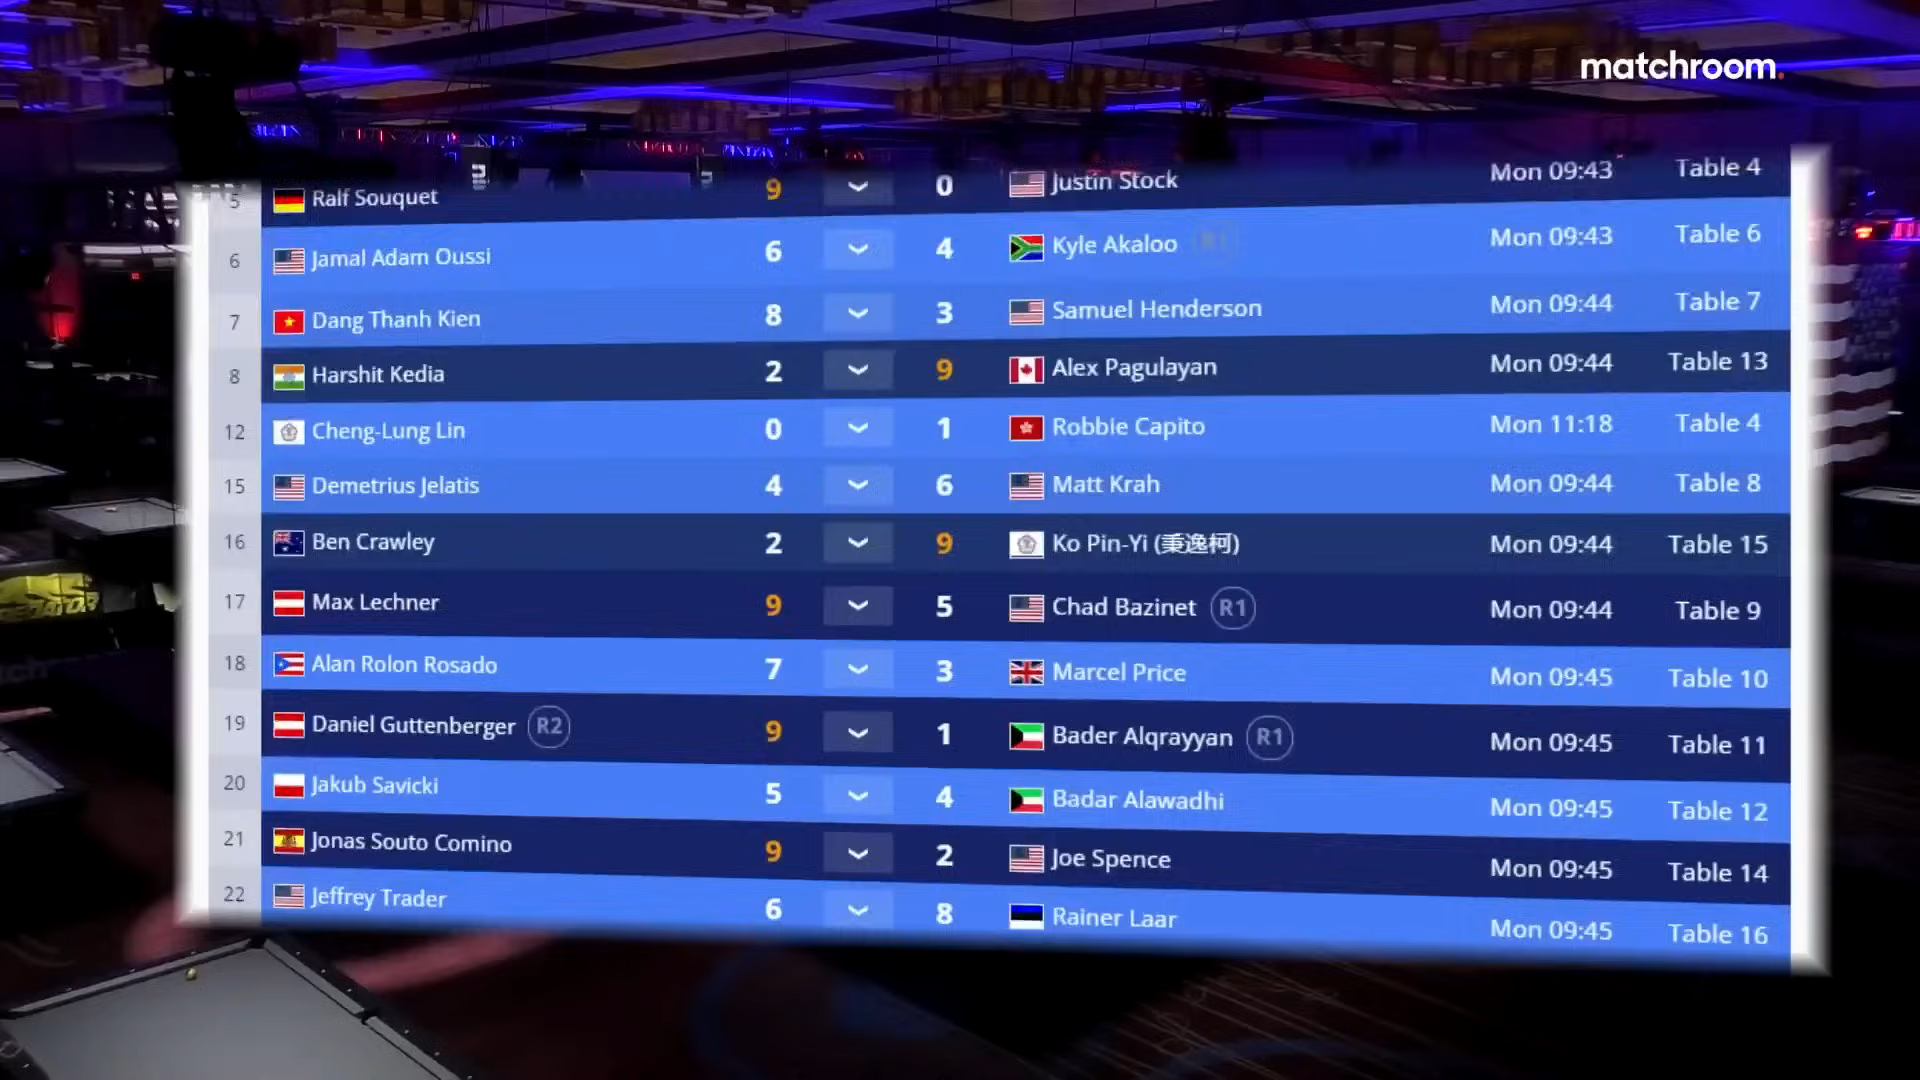 matchroom.
5 Ralf Souquet 9 0 Justin Stock Mon 09:43 Table 4
6 Jamal Adam Oussi 6 4 Kyle Akaloo R1 Mon 09:43 Table 6
7 Dang Thanh Kien 8 3 Samuel Henderson Mon 09:44 Table 7
8 Harshit Kedia 2 9 Alex Pagulayan Mon 09:44 Table 13
12 Cheng-Lung Lin 0 1 Robbie Capito Mon 11:18 Table 4
15 Demetrius Jelatis 4 6 Matt Krah Mon 09:44 Table 8
16 Ben Crawley 2 9 Ko Pin-Yi (秉逸柯) Mon 09:44 Table 15
17 Max Lechner 9 5 Chad Bazinet R1 Mon 09:44 Table 9
18 Alan Rolon Rosado 7 3 Marcel Price Mon 09:45 Table 10
19 Daniel Guttenberger R2 9 1 Bader Alqrayyan R1 Mon 09:45 Table 11
20 Jakub Savicki 5 4 Badar Alawadhi Mon 09:45 Table 12
21 Jonas Souto Comino 9 2 Joe Spence Mon 09:45 Table 14
22 Jeffrey Trader 6 8 Rainer Laar Mon 09:45 Table 16